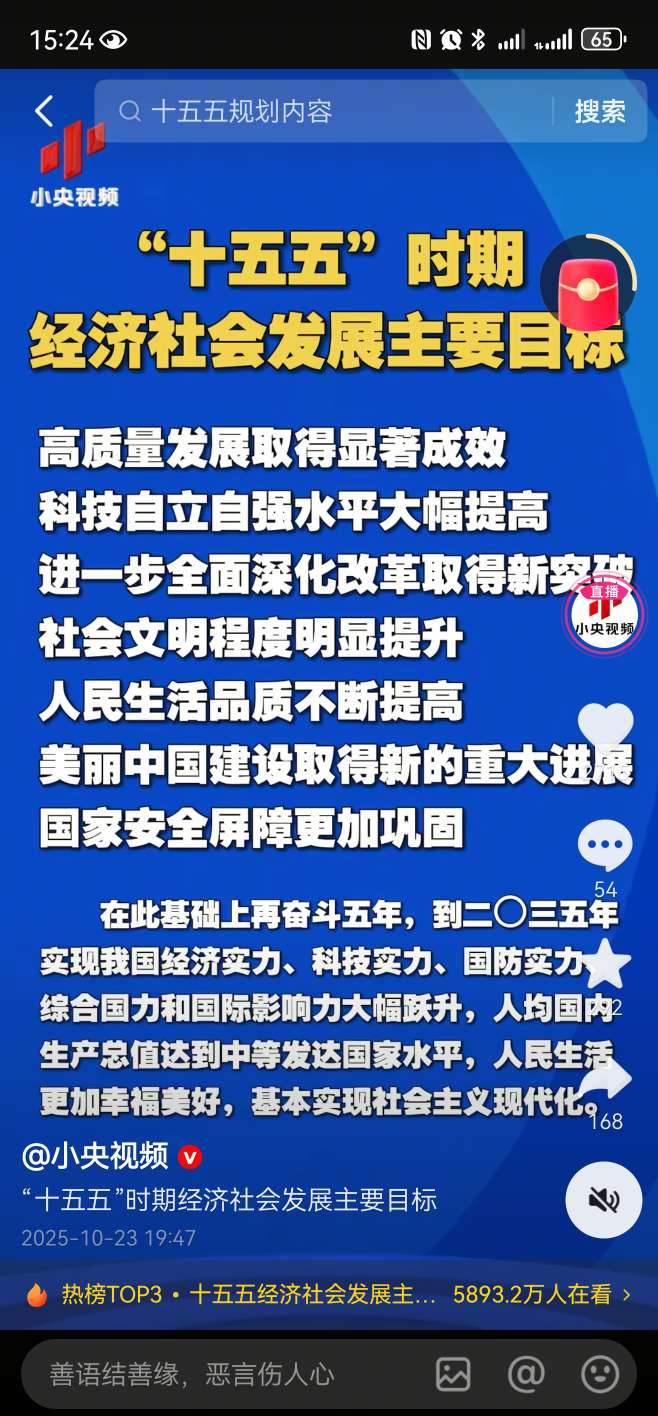 15:24
65
十五五规划内容
搜索
小央视频
“十五五”时期
经济社会发展主要目标
高质量发展取得显著成效
科技自立自强水平大幅提高
进一步全面深化改革取得新突破
直播
小央视频
社会文明程度明显提升
人民生活品质不断提高
美丽中国建设取得新的重大进展
国家安全屏障更加巩固
54
在此基础上再奋斗五年，到二〇三五年
实现我国经济实力、科技实力、国防实力、
综合国力和国际影响力大幅跃升，人均国内
生产总值达到中等发达国家水平，人民生活
更加幸福美好，基本实现社会主义现代化。
168
@小央视频
“十五五”时期经济社会发展主要目标
2025-10-23 19:47
热榜TOP3 • 十五五经济社会发展主... 5893.2万人在看
善语结善缘，恶言伤人心